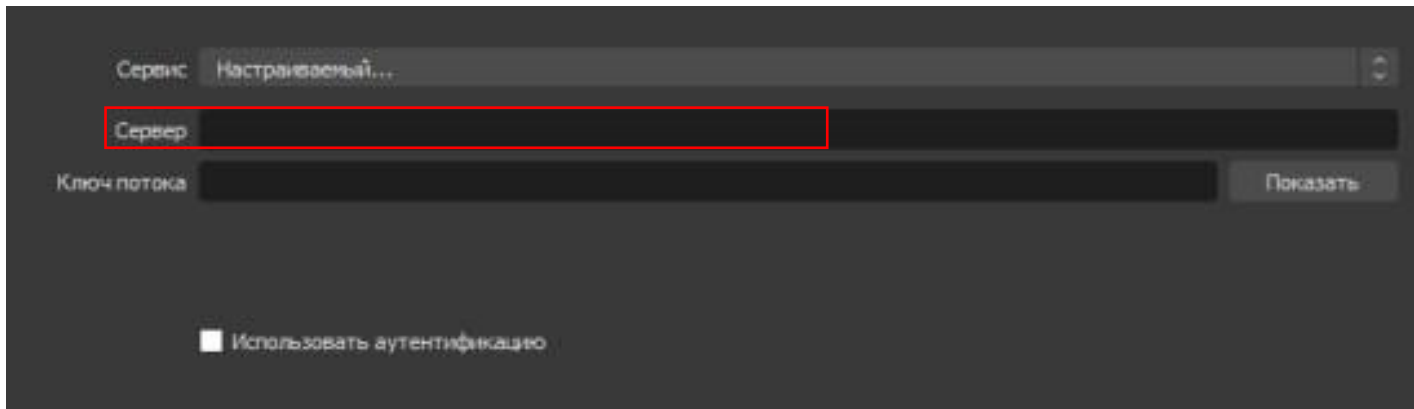 Сервис Настраиваемый...
Сервер
Ключ потока Показать
Использовать аутентификацию